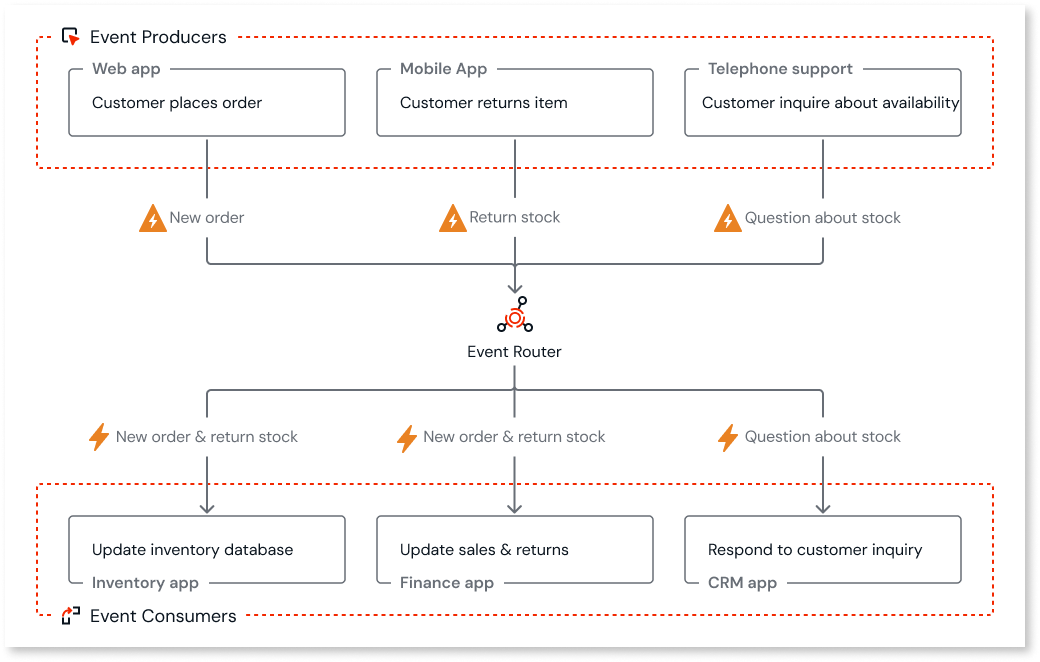 Event Producers
Web app
Mobile App
Telephone support
Customer places order
Customer returns item
Customer inquire about availability
New order
Return stock
Question about stock
Event Router
New order & return stock
New order & return stock
Question about stock
Update inventory database
Update sales & returns
Respond to customer inquiry
Inventory app
Finance app
CRM app
Event Consumers